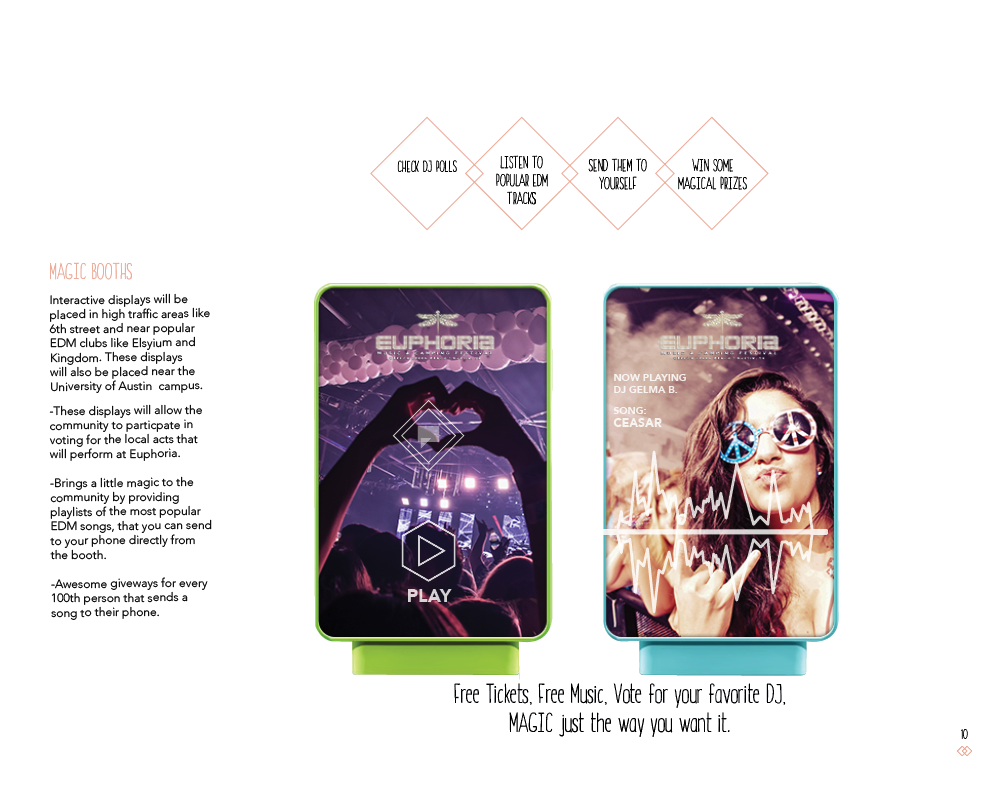 CHECK DJ POLLS
LISTEN TO
POPULAR EDM
TRACKS
SEND THEM TO
YOURSELF
WIN SOME
MAGICAL PRIZES
MAGIC BOOTHS
Interactive displays will be
placed in high traffic areas like
6th street and near popular
EDM clubs like Elsyium and
Kingdom. These displays
will also be placed near the
University of Austin campus.
-These displays will allow the
community to particpate in
voting for the local acts that
will perform at Euphoria.
-Brings a little magic to the
community by providing
playlists of the most popular
EDM songs, that you can send
to your phone directly from
the booth.
-Awesome giveways for every
100th person that sends a
song to their phone.
EUPHORIA
MUSIC & CAMPING FESTIVAL
PLAY
EUPHORIA
MUSIC & CAMPING FESTIVAL
NOW PLAYING
DJ GELMA B.
SONG:
CEASAR
Free Tickets, Free Music, Vote for your favorite DJ,
MAGIC just the way you want it.
10